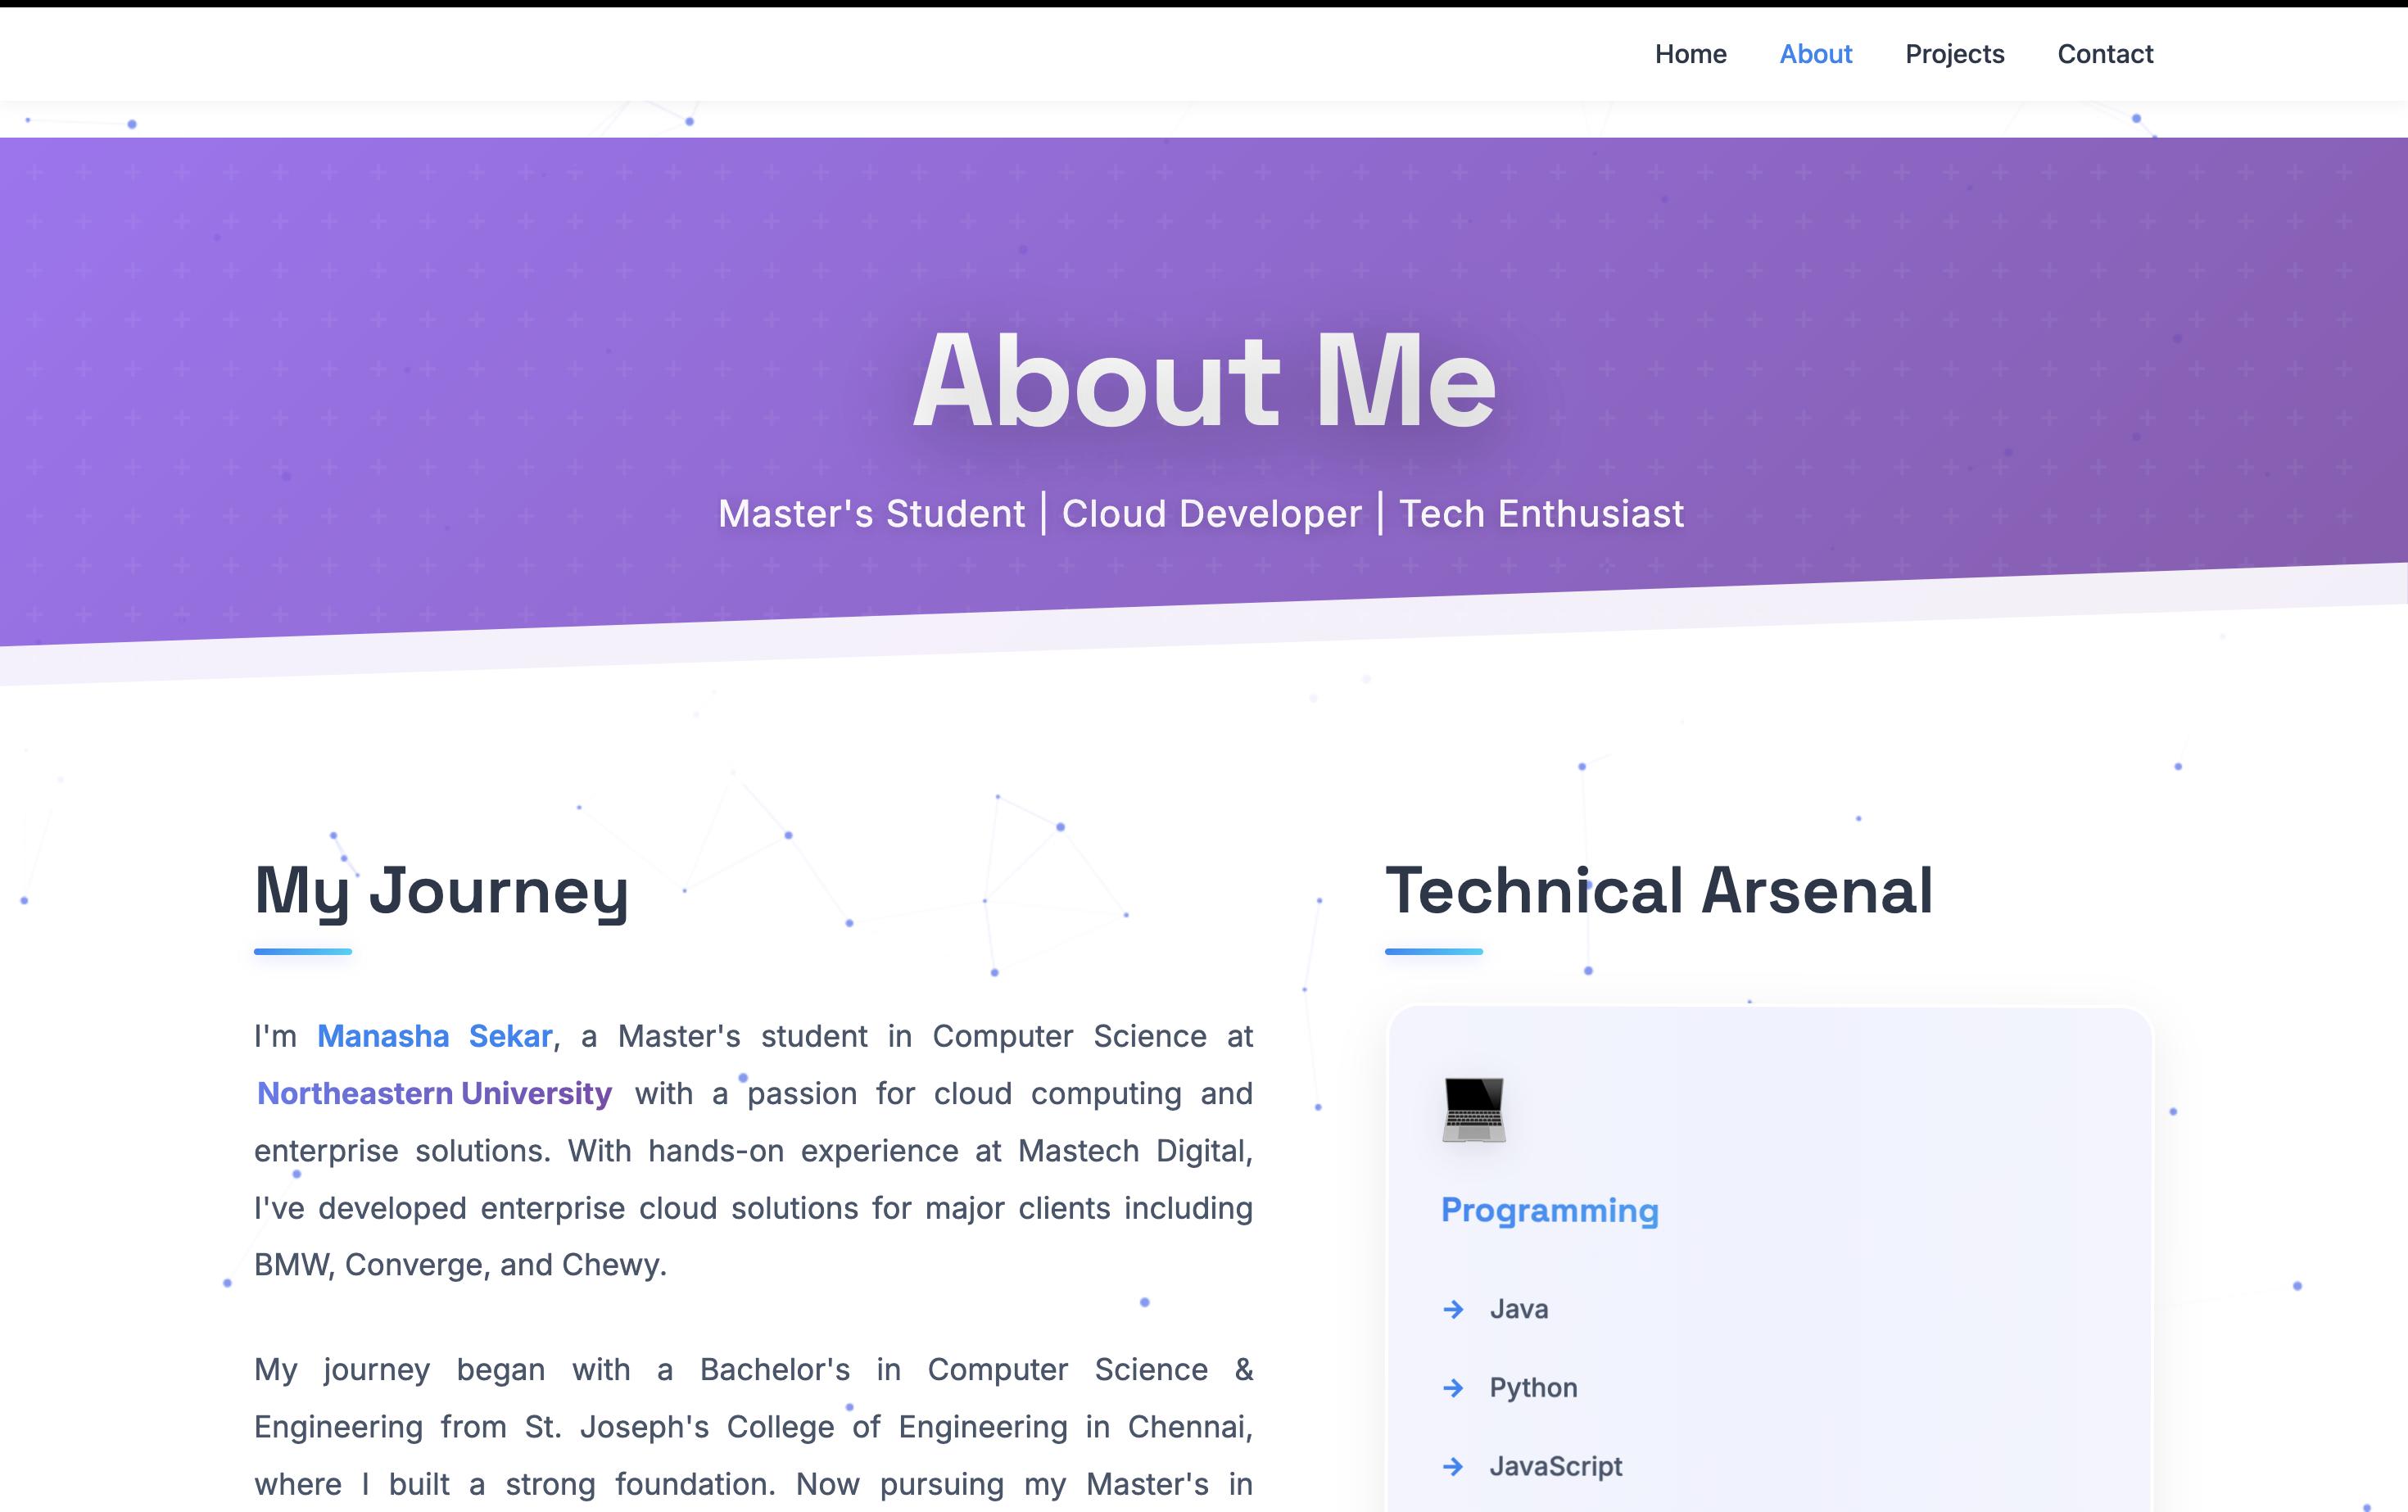 Home About Projects Contact
About Me
Master's Student | Cloud Developer | Tech Enthusiast
My Journey
I'm Manasha Sekar, a Master's student in Computer Science at
Northeastern University with a passion for cloud computing and
enterprise solutions. With hands-on experience at Mastech Digital,
I've developed enterprise cloud solutions for major clients including
BMW, Converge, and Chewy.
My journey began with a Bachelor's in Computer Science &
Engineering from St. Joseph's College of Engineering in Chennai,
where I built a strong foundation. Now pursuing my Master's in
Technical Arsenal
Programming
→ Java
→ Python
→ JavaScript